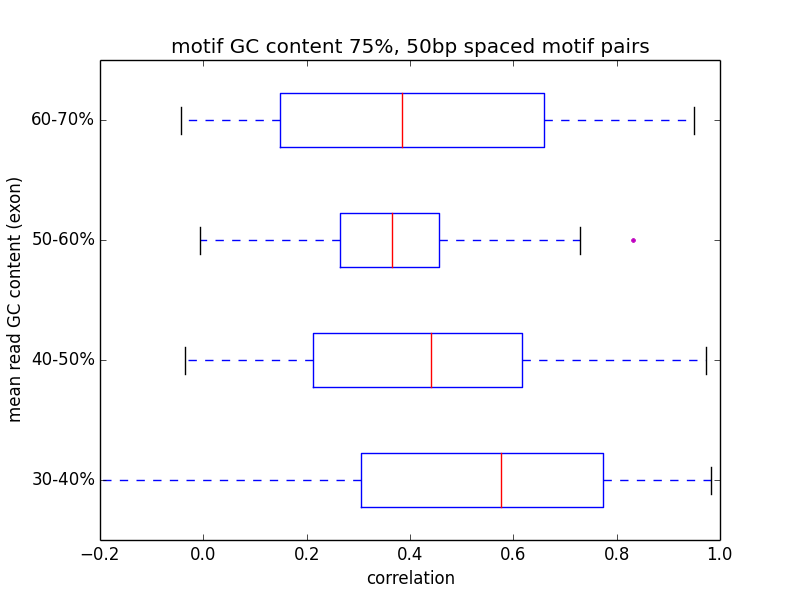 motif GC content 75%, 50bp spaced motif pairs
mean read GC content (exon)
60-70%
50-60%
40-50%
30-40%
−0.2 0.0 0.2 0.4 0.6 0.8 1.0
correlation